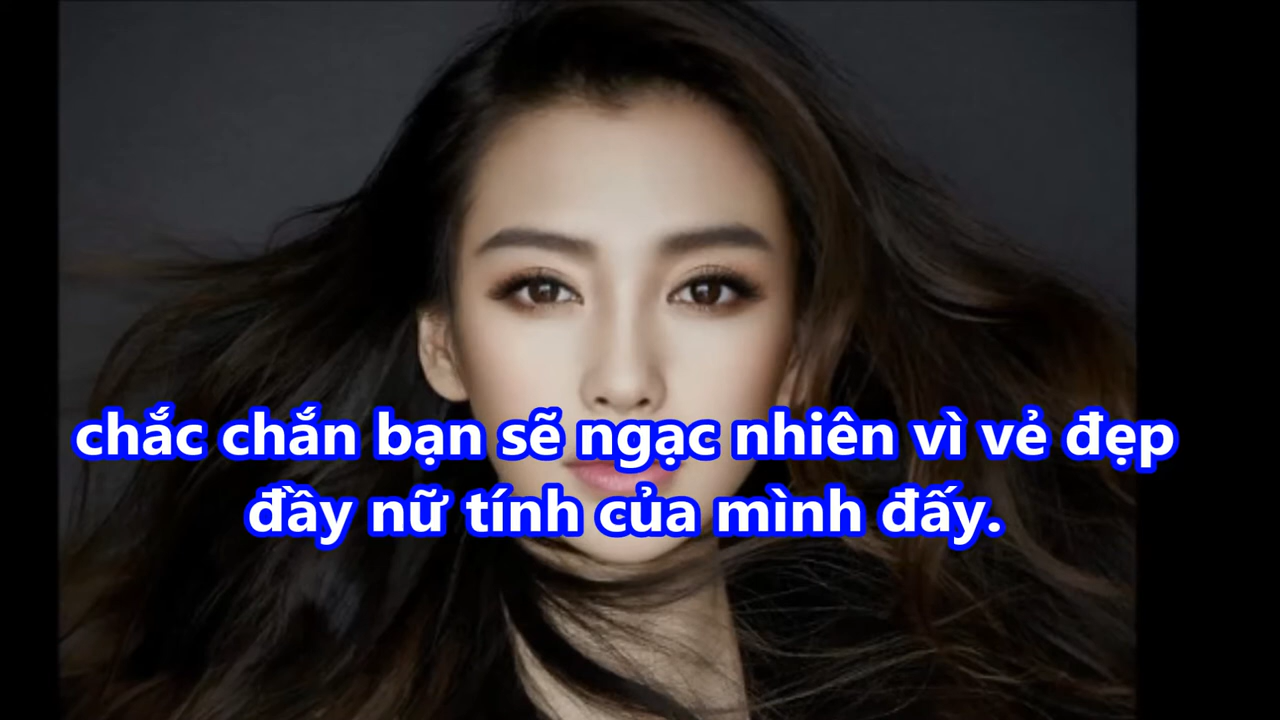 chắc chắn bạn sẽ ngạc nhiên vì vẻ đẹp
đầy nữ tính của mình đấy.